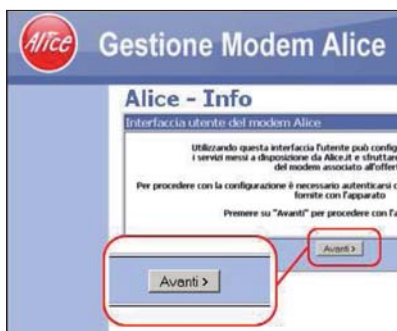 Alice
Gestione Modem Alice
Alice - Info
Interfaccia utente del modem Alice
Utilizzando questa interfaccia l'utente può config
i servizi messi a disposizione da Alice.it e sfruttare
del modem associato all'offert
Per procedere con la configurazione è necessario autenticarsi c
fornite con l'apparato
Premere su "Avanti" per procedere con l'a
Avanti >
Avanti >